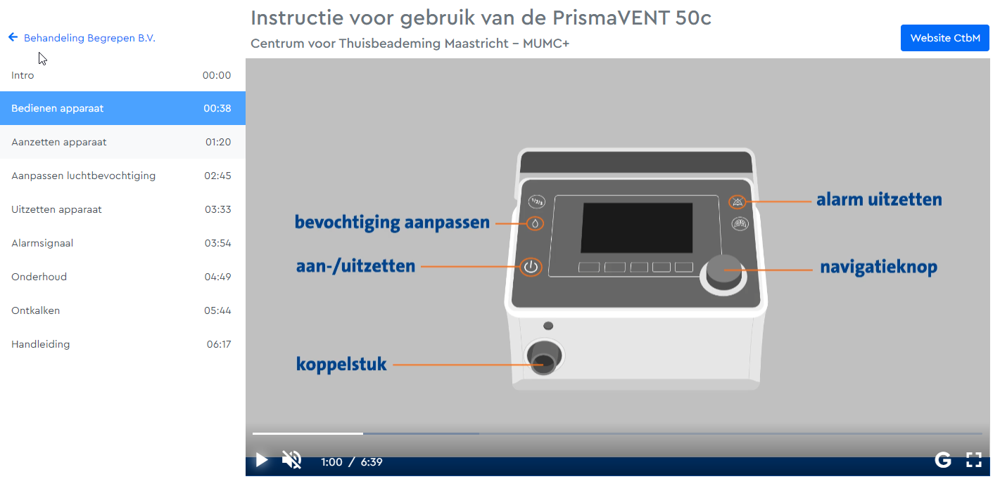 Instructie voor gebruik van de PrismaVENT 50c
Centrum voor Thuisbeademing Maastricht – MUMC+
Website CtbM
Behandeling Begrepen B.V.
Intro 00:00
Bedienen apparaat 00:38
Aanzetten apparaat 01:20
Aanpassen luchtbevochtiging 02:45
Uitzetten apparaat 03:33
Alarmsignaal 03:54
Onderhoud 04:49
Ontkalken 05:44
Handleiding 06:17
alarm uitzetten
bevochtiging aanpassen
aan-/uitzetten
navigatieknop
koppelstuk
1/2/3
1:00 / 6:39
G